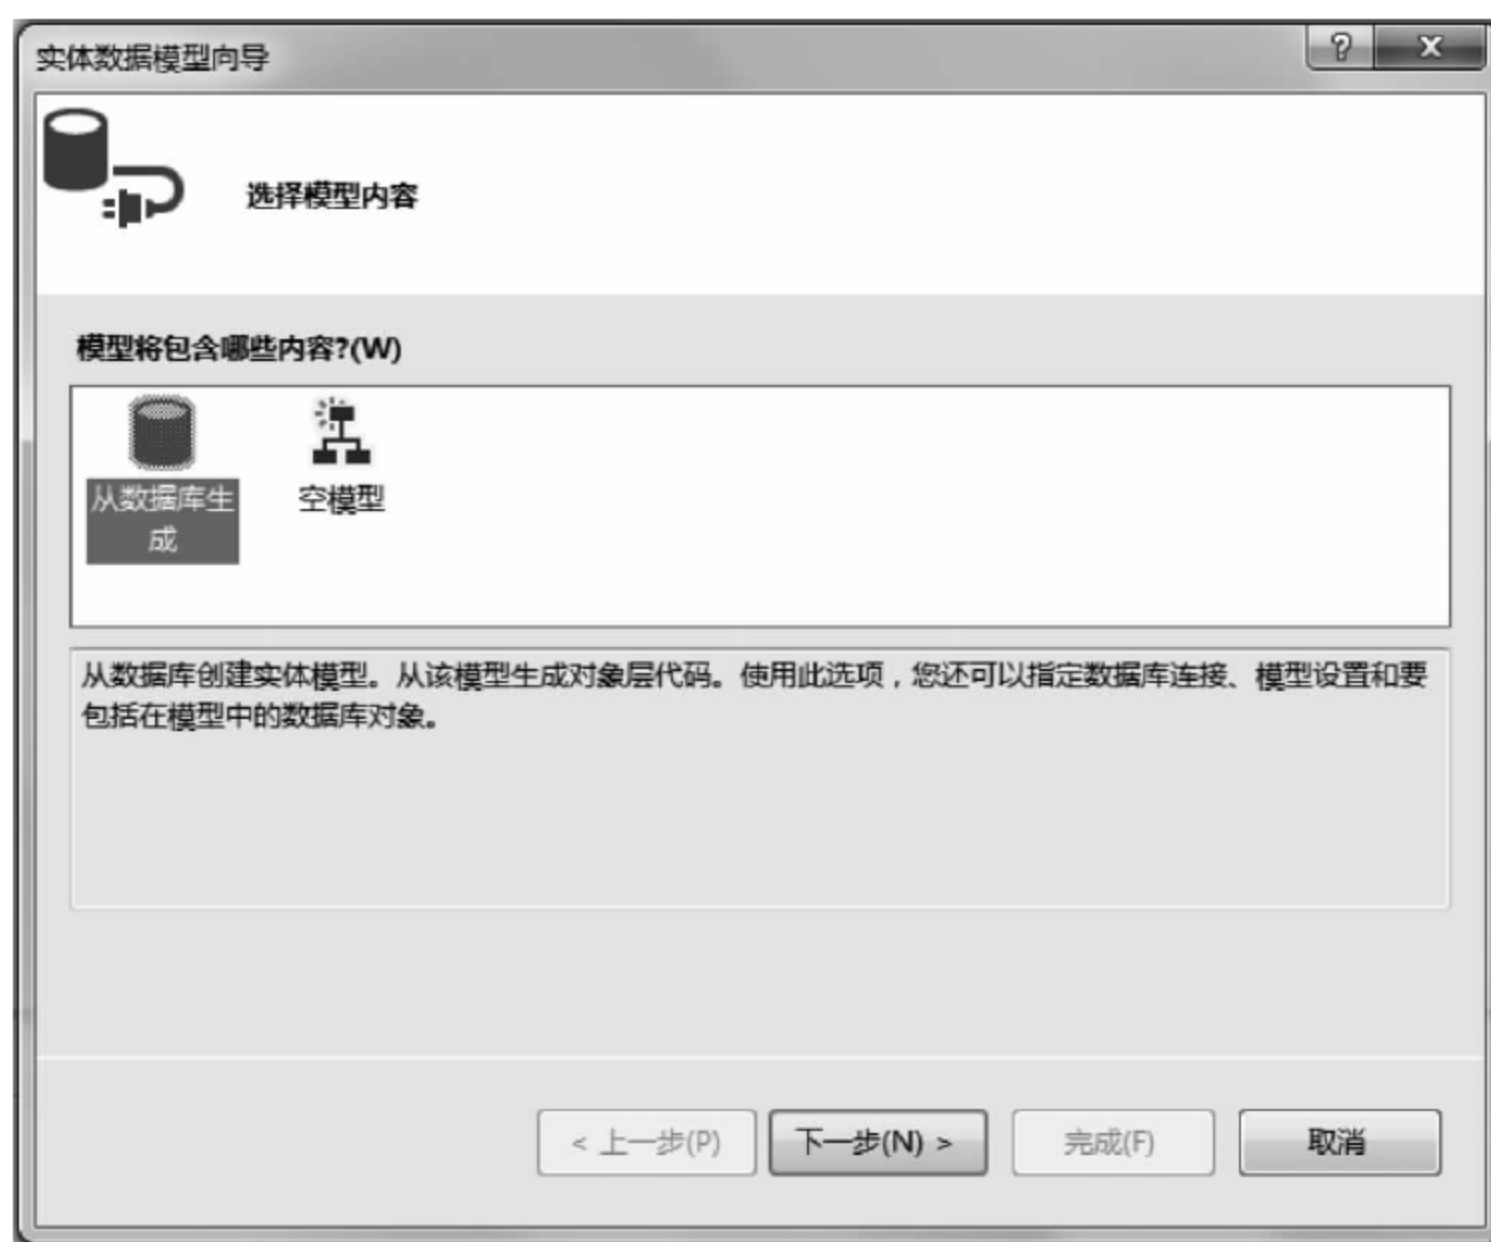 实体数据模型向导
选择模型内容
模型将包含哪些内容?(W)
从数据库生
成
空模型
从数据库创建实体模型。从该模型生成对象层代码。使用此选项，您还可以指定数据库连接、模型设置和要
包括在模型中的数据库对象。
< 上一步(P)
下一步(N) >
完成(F)
取消